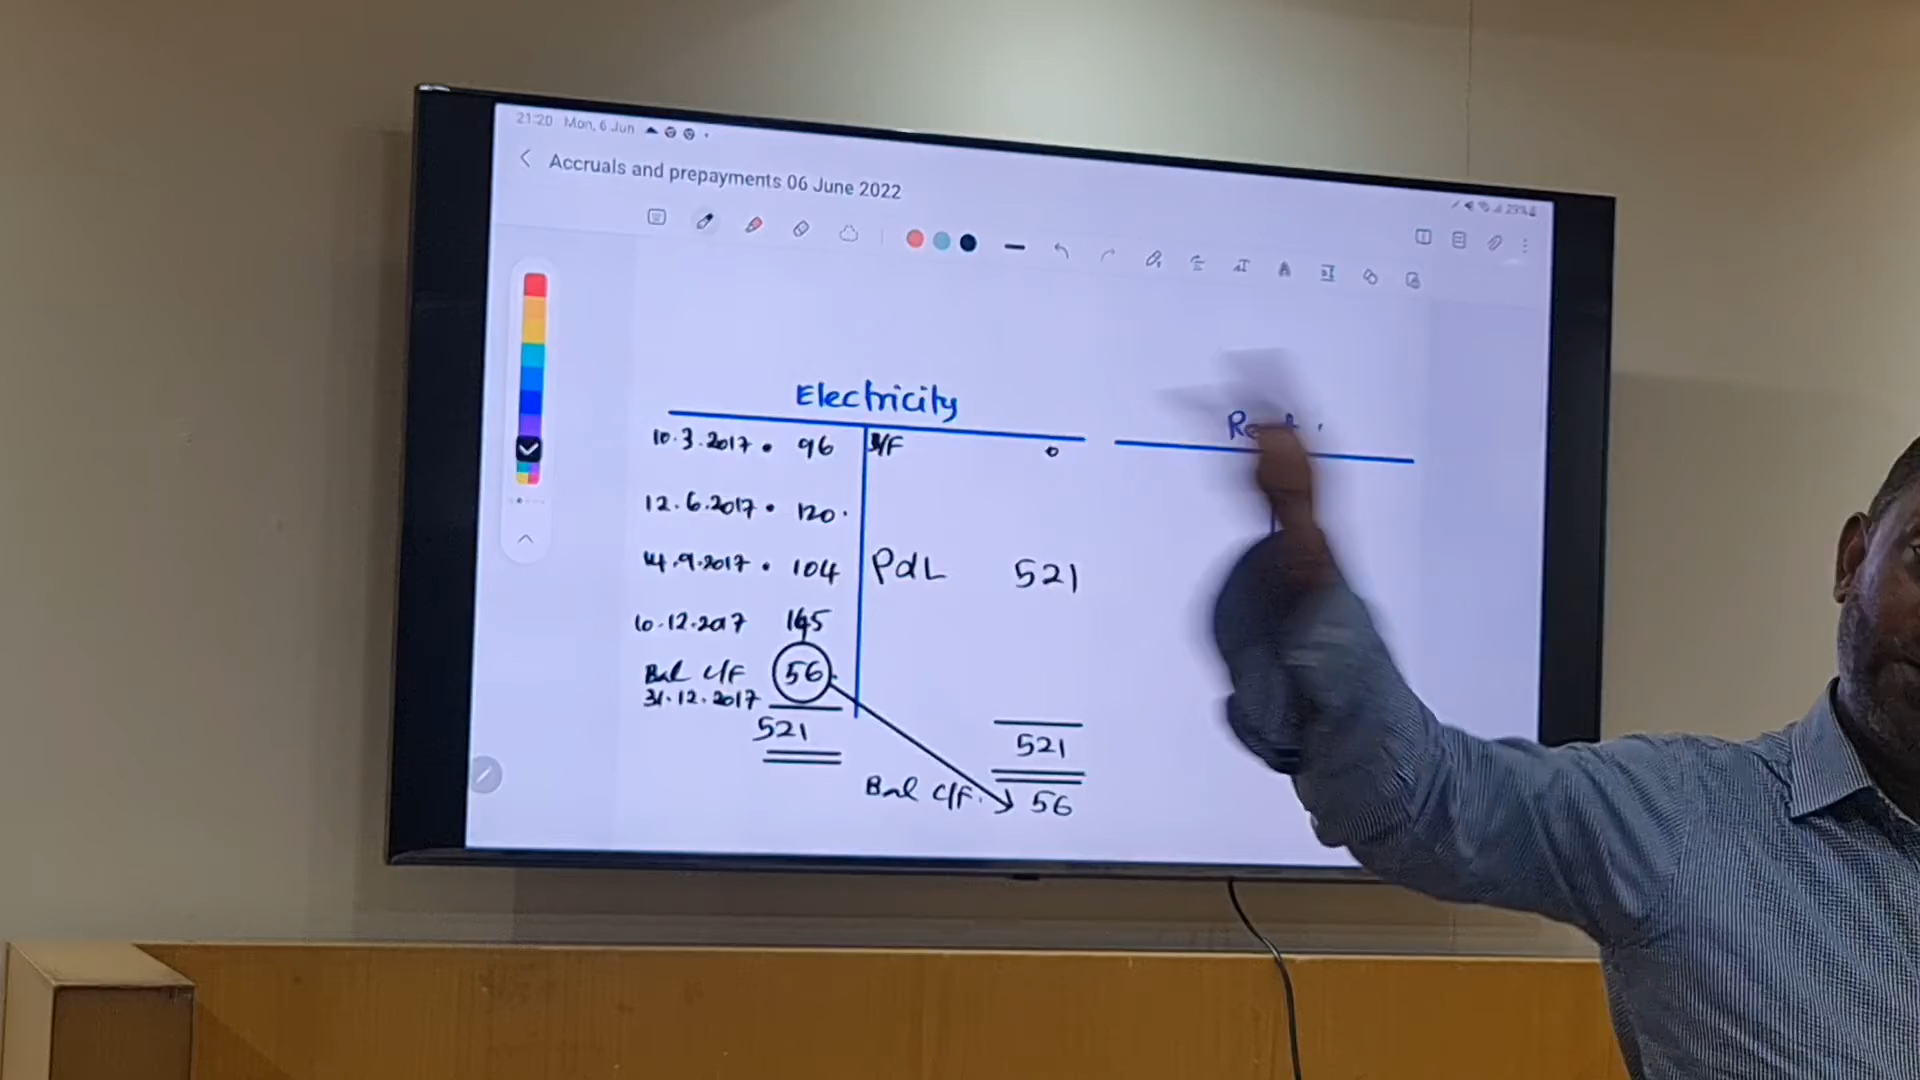 21:20 Mon, 6 Jun
Accruals and prepayments 06 June 2022
Electricity
10.3.2017 • 96
B/F 0
12.6.2017 • 120
14.9.2017 • 104
PdL 521
10.12.2017 145
Bal C/F 56
31.12.2017
521
521
Bal C/F. 56